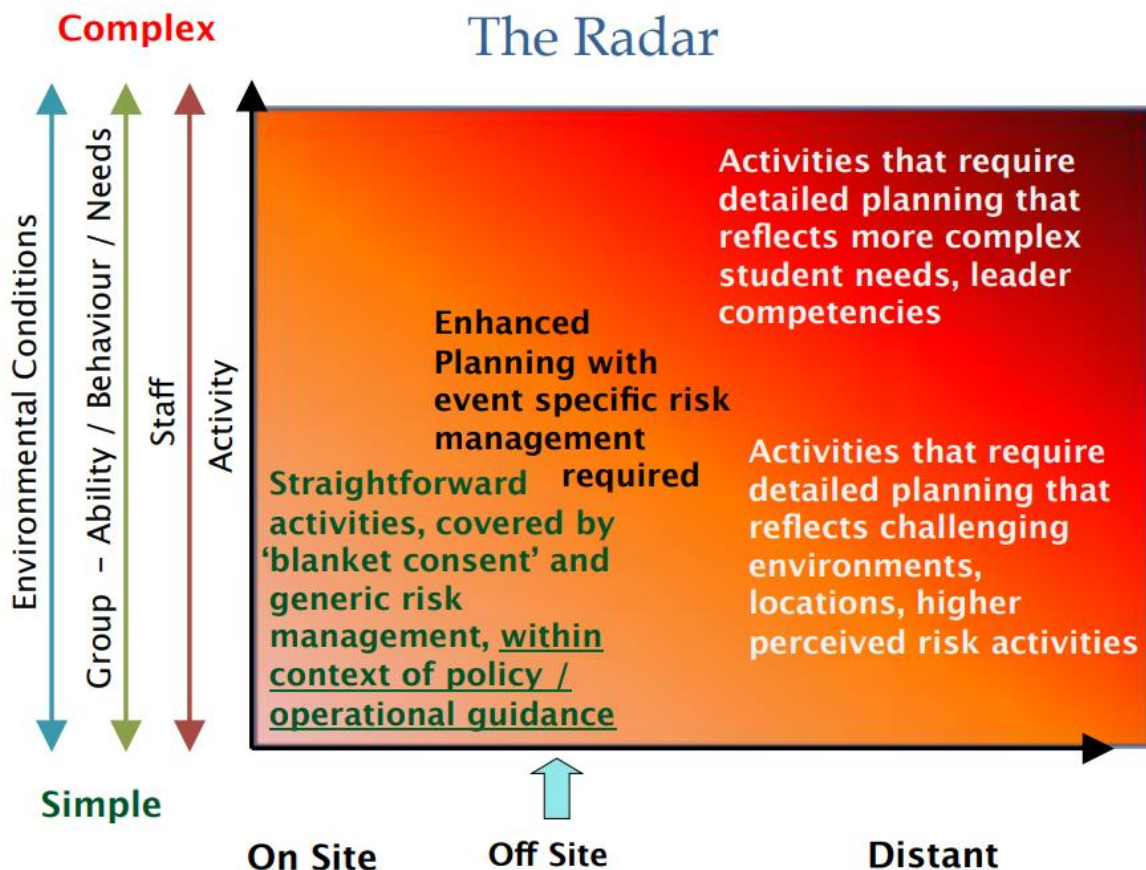 Complex
The Radar
Environmental Conditions
Group – Ability / Behaviour / Needs
Staff
Activity
Activities that require
detailed planning that
reflects more complex
student needs, leader
competencies
Enhanced
Planning with
event specific risk
management
required
Straightforward
activities, covered by
‘blanket consent’ and
generic risk
management, within
context of policy /
operational guidance
Activities that require
detailed planning that
reflects challenging
environments,
locations, higher
perceived risk activities
Simple
On Site
Off Site
Distant